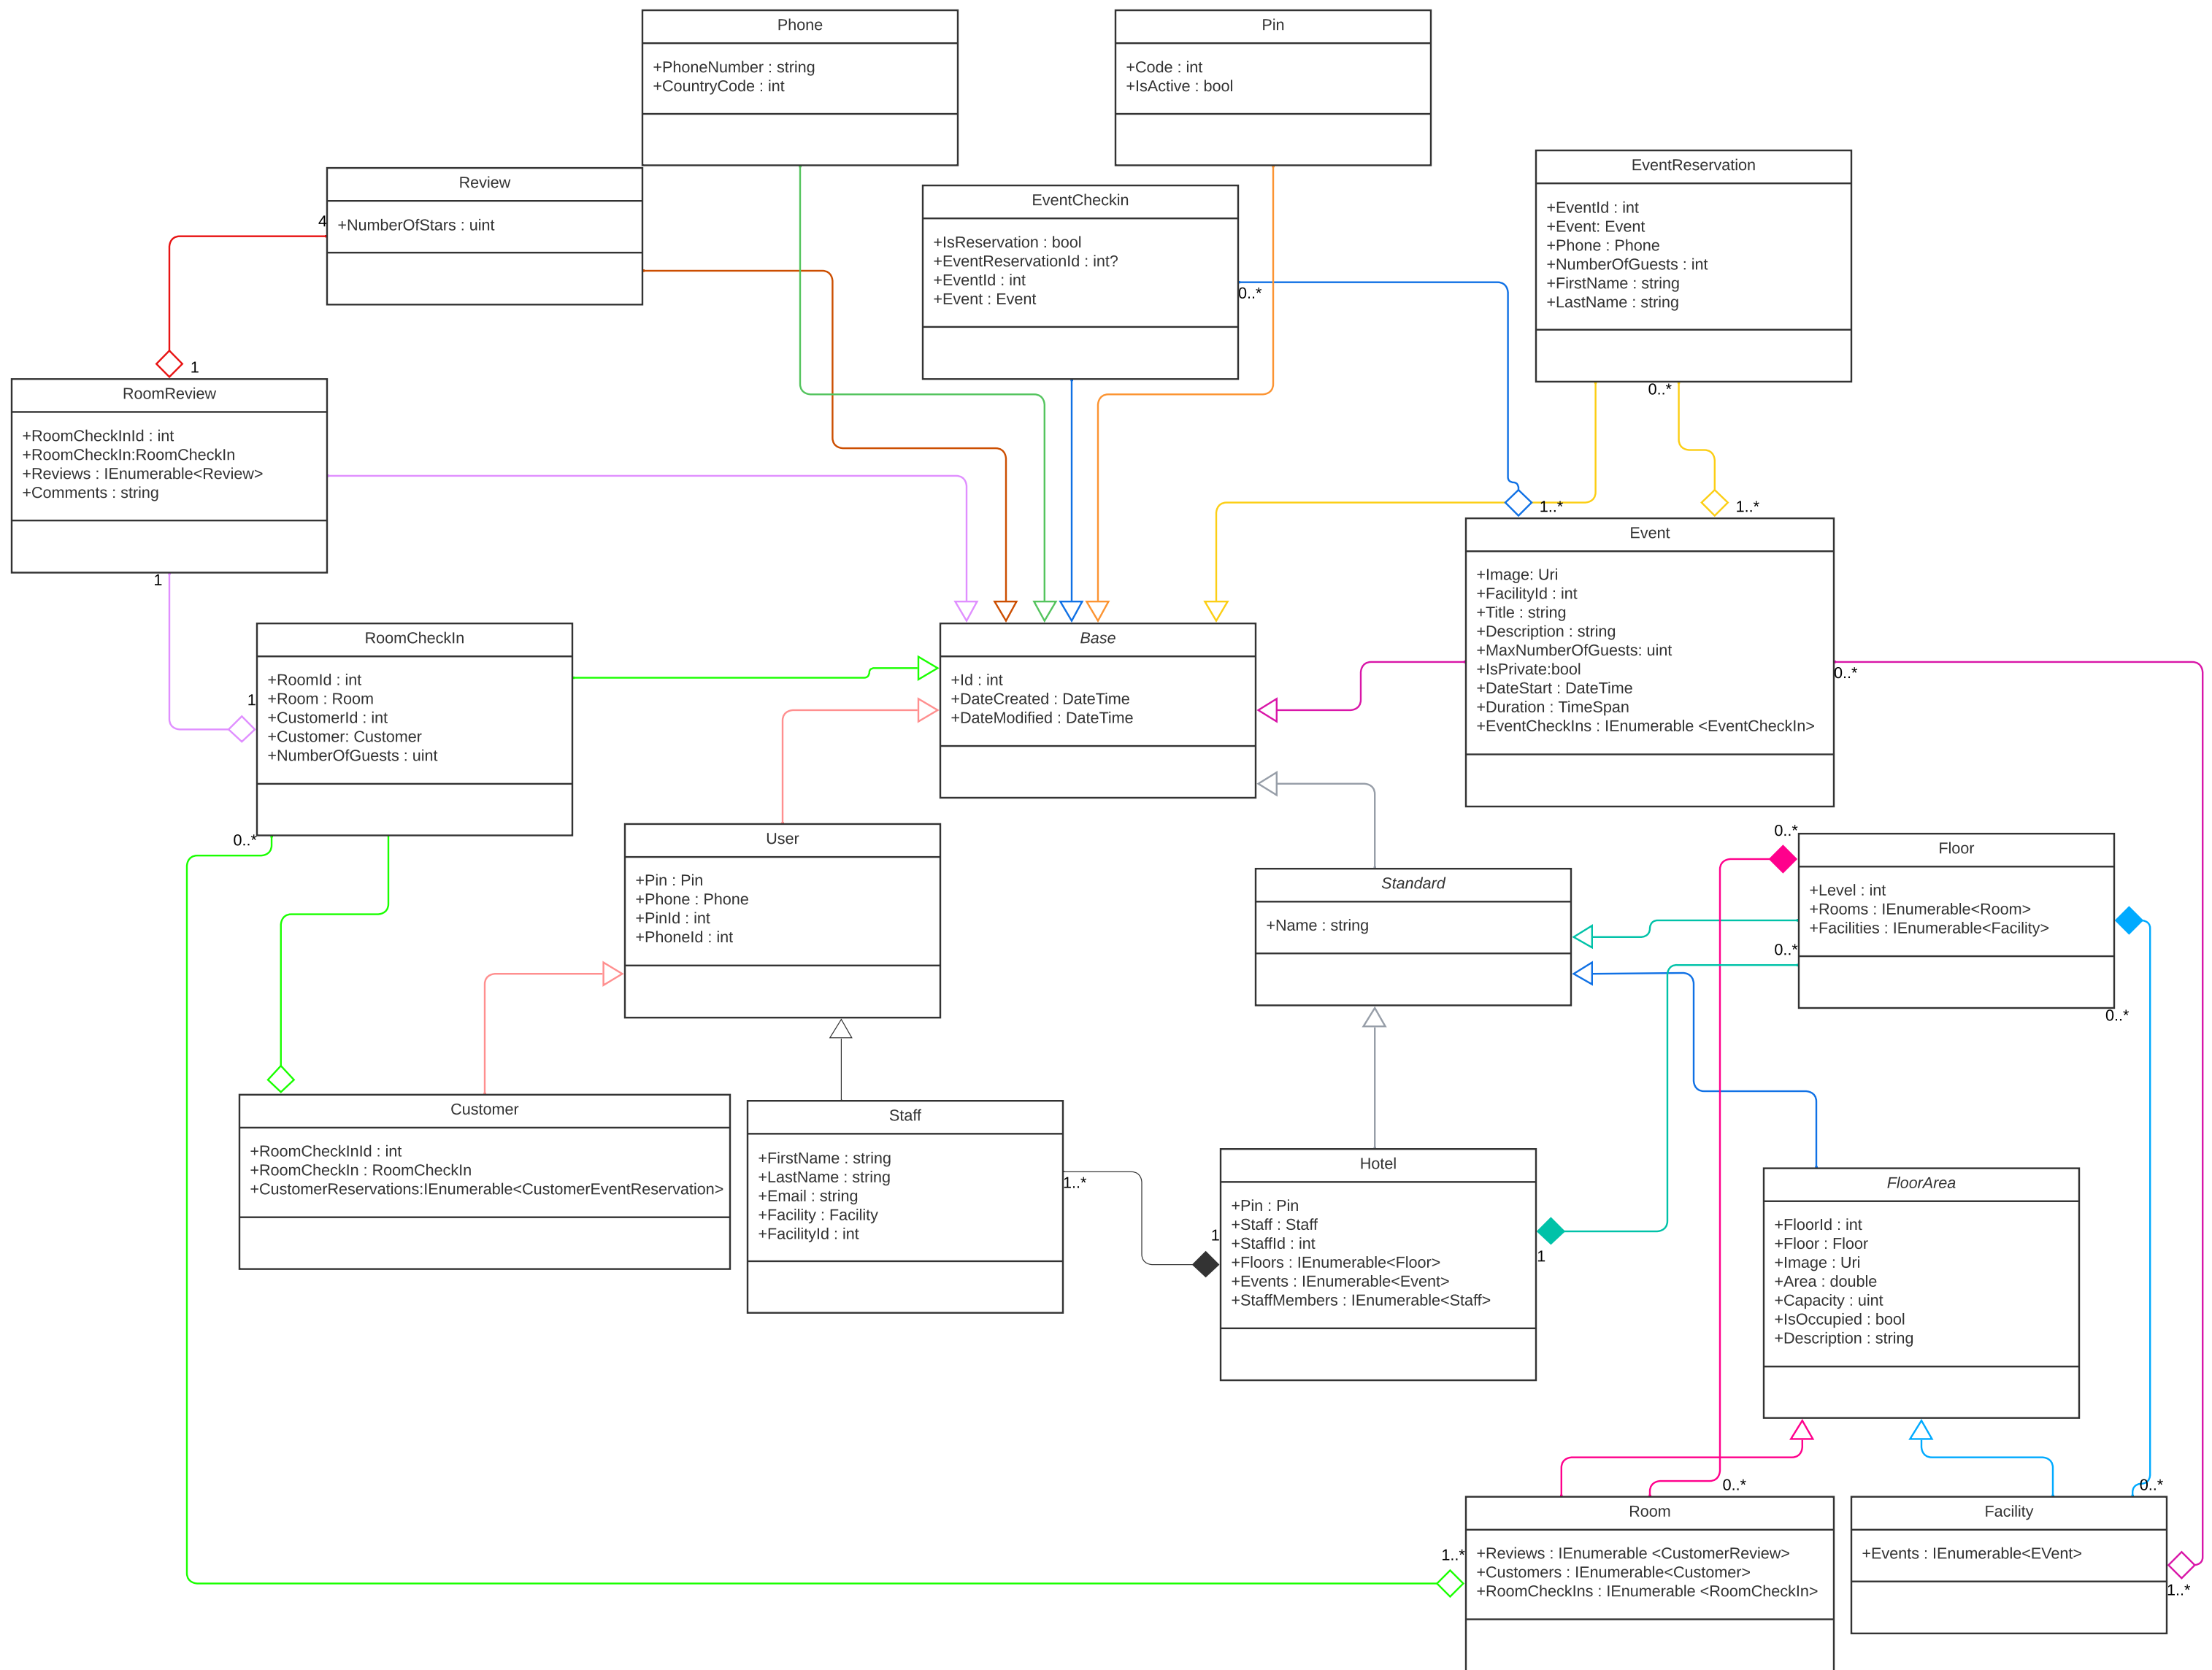 Phone
+PhoneNumber : string
+CountryCode : int
Pin
+Code : int
+IsActive : bool
Review
+NumberOfStars : uint
4
1
EventCheckin
+IsReservation : bool
+EventReservationId : int?
+EventId : int
+Event : Event
0..*
EventReservation
+EventId : int
+Event: Event
+Phone : Phone
+NumberOfGuests : int
+FirstName : string
+LastName : string
0..*
1..*
1..*
RoomReview
+RoomCheckInId : int
+RoomCheckIn:RoomCheckIn
+Reviews : IEnumerable<Review>
+Comments : string
1
1
Event
+Image: Uri
+FacilityId : int
+Title : string
+Description : string
+MaxNumberOfGuests: uint
+IsPrivate:bool
+DateStart : DateTime
+Duration : TimeSpan
+EventCheckIns : IEnumerable <EventCheckIn>
0..*
RoomCheckIn
+RoomId : int
+Room : Room
+CustomerId : int
+Customer: Customer
+NumberOfGuests : uint
0..*
Base
+Id : int
+DateCreated : DateTime
+DateModified : DateTime
User
+Pin : Pin
+Phone : Phone
+PinId : int
+PhoneId : int
Standard
+Name : string
0..*
Floor
+Level : int
+Rooms : IEnumerable<Room>
+Facilities : IEnumerable<Facility>
0..*
0..*
Customer
+RoomCheckInId : int
+RoomCheckIn : RoomCheckIn
+CustomerReservations:IEnumerable<CustomerEventReservation>
Staff
+FirstName : string
+LastName : string
+Email : string
+Facility : Facility
+FacilityId : int
1..*
1
Hotel
+Pin : Pin
+Staff : Staff
+StaffId : int
+Floors : IEnumerable<Floor>
+Events : IEnumerable<Event>
+StaffMembers : IEnumerable<Staff>
1
FloorArea
+FloorId : int
+Floor : Floor
+Image : Uri
+Area : double
+Capacity : uint
+IsOccupied : bool
+Description : string
0..*
0..*
1..*
Room
+Reviews : IEnumerable <CustomerReview>
+Customers : IEnumerable<Customer>
+RoomCheckIns : IEnumerable <RoomCheckIn>
Facility
+Events : IEnumerable<EVent>
1..*